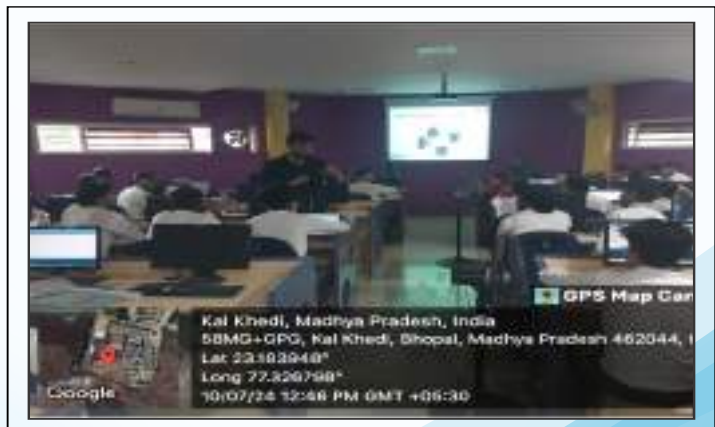 GPS Map Car
Kal Khedi, Madhya Pradesh, India
58MG+GPG, Kal Khedi, Bhopal, Madhya Pradesh 462044, I
Lat 23.183948°
Long 77.326798°
10/07/24 12:46 PM GMT +05:30
Google